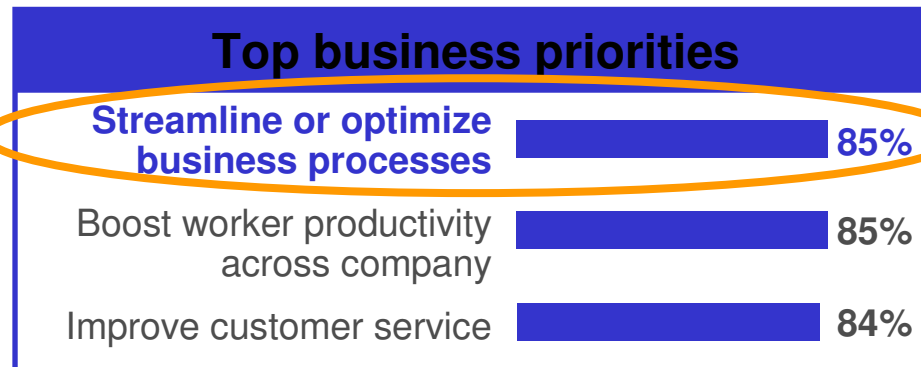 Top business priorities
Streamline or optimize
business processes
85%
Boost worker productivity
across company
85%
Improve customer service
84%